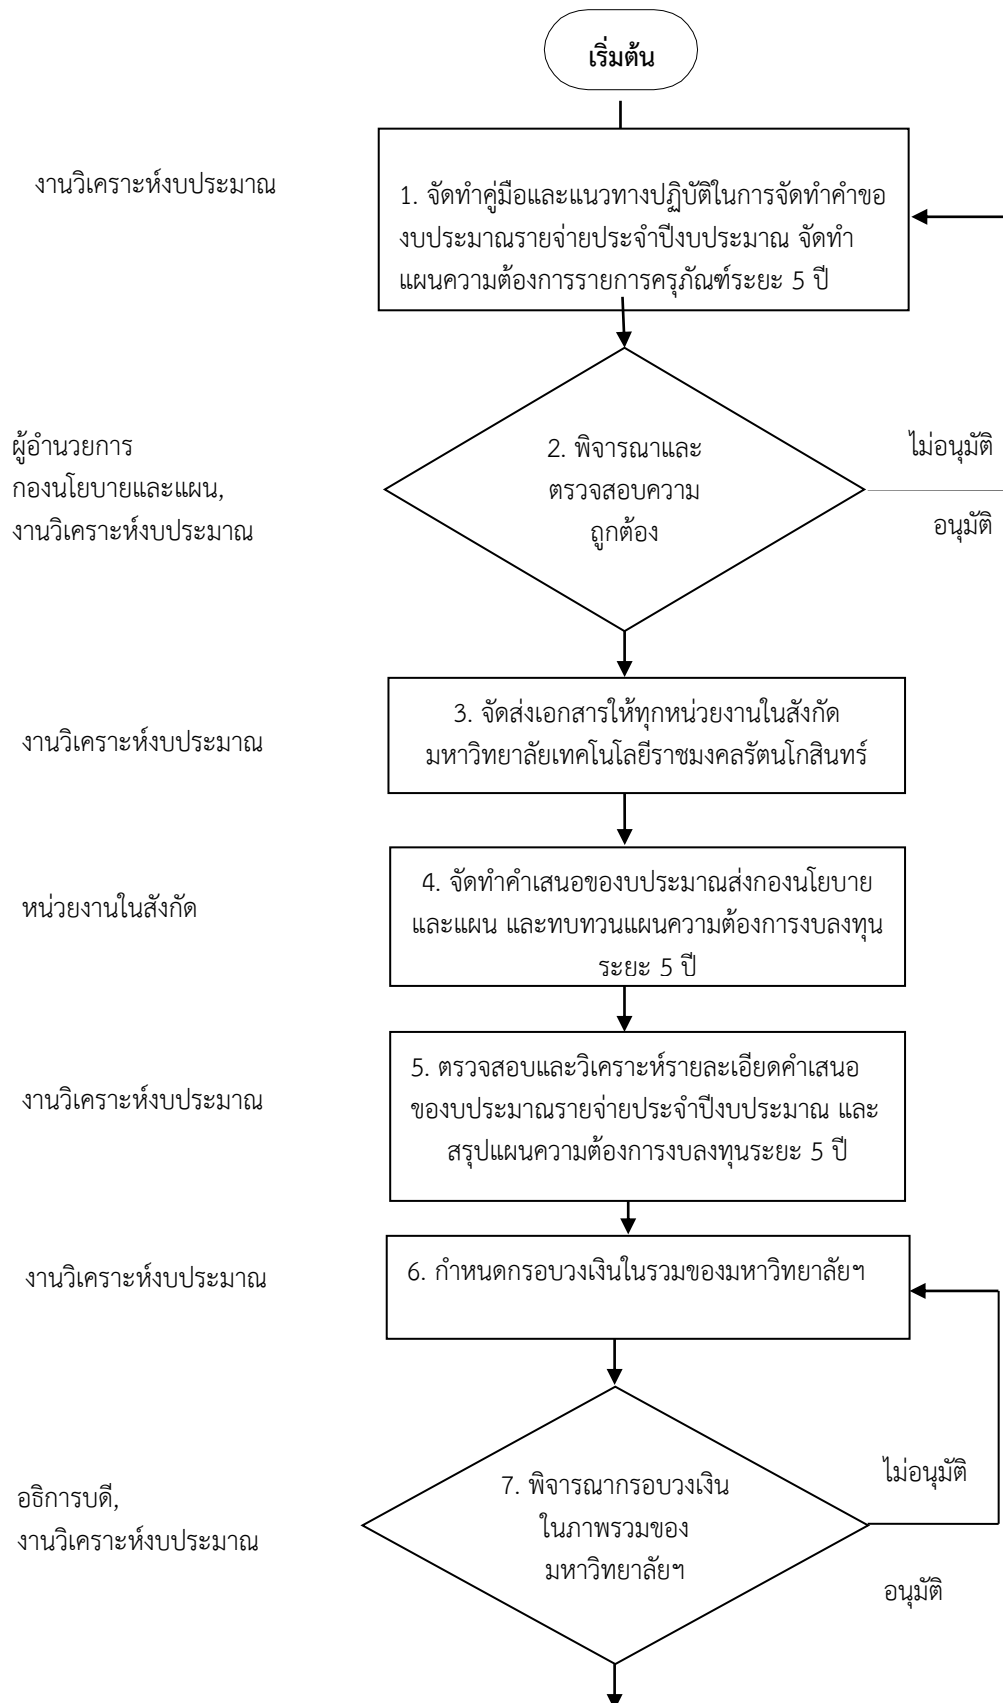 เริ่มต้น
งานวิเคราะห์งบประมาณ
1. จัดทำคู่มือและแนวทางปฏิบัติในการจัดทำคำขอ
งบประมาณรายจ่ายประจำปีงบประมาณ จัดทำ
แผนความต้องการรายการครุภัณฑ์ระยะ 5 ปี
ผู้อำนวยการ
กองนโยบายและแผน,
งานวิเคราะห์งบประมาณ
2. พิจารณาและ
ตรวจสอบความ
ถูกต้อง
ไม่อนุมัติ
อนุมัติ
งานวิเคราะห์งบประมาณ
3. จัดส่งเอกสารให้ทุกหน่วยงานในสังกัด
มหาวิทยาลัยเทคโนโลยีราชมงคลรัตนโกสินทร์
หน่วยงานในสังกัด
4. จัดทำคำเสนอของบประมาณส่งกองนโยบาย
และแผน และทบทวนแผนความต้องการงบลงทุน
ระยะ 5 ปี
งานวิเคราะห์งบประมาณ
5. ตรวจสอบและวิเคราะห์รายละเอียดคำเสนอ
ของบประมาณรายจ่ายประจำปีงบประมาณ และ
สรุปแผนความต้องการงบลงทุนระยะ 5 ปี
งานวิเคราะห์งบประมาณ
6. กำหนดกรอบวงเงินในรวมของมหาวิทยาลัยฯ
อธิการบดี,
งานวิเคราะห์งบประมาณ
7. พิจารณากรอบวงเงิน
ในภาพรวมของ
มหาวิทยาลัยฯ
ไม่อนุมัติ
อนุมัติ